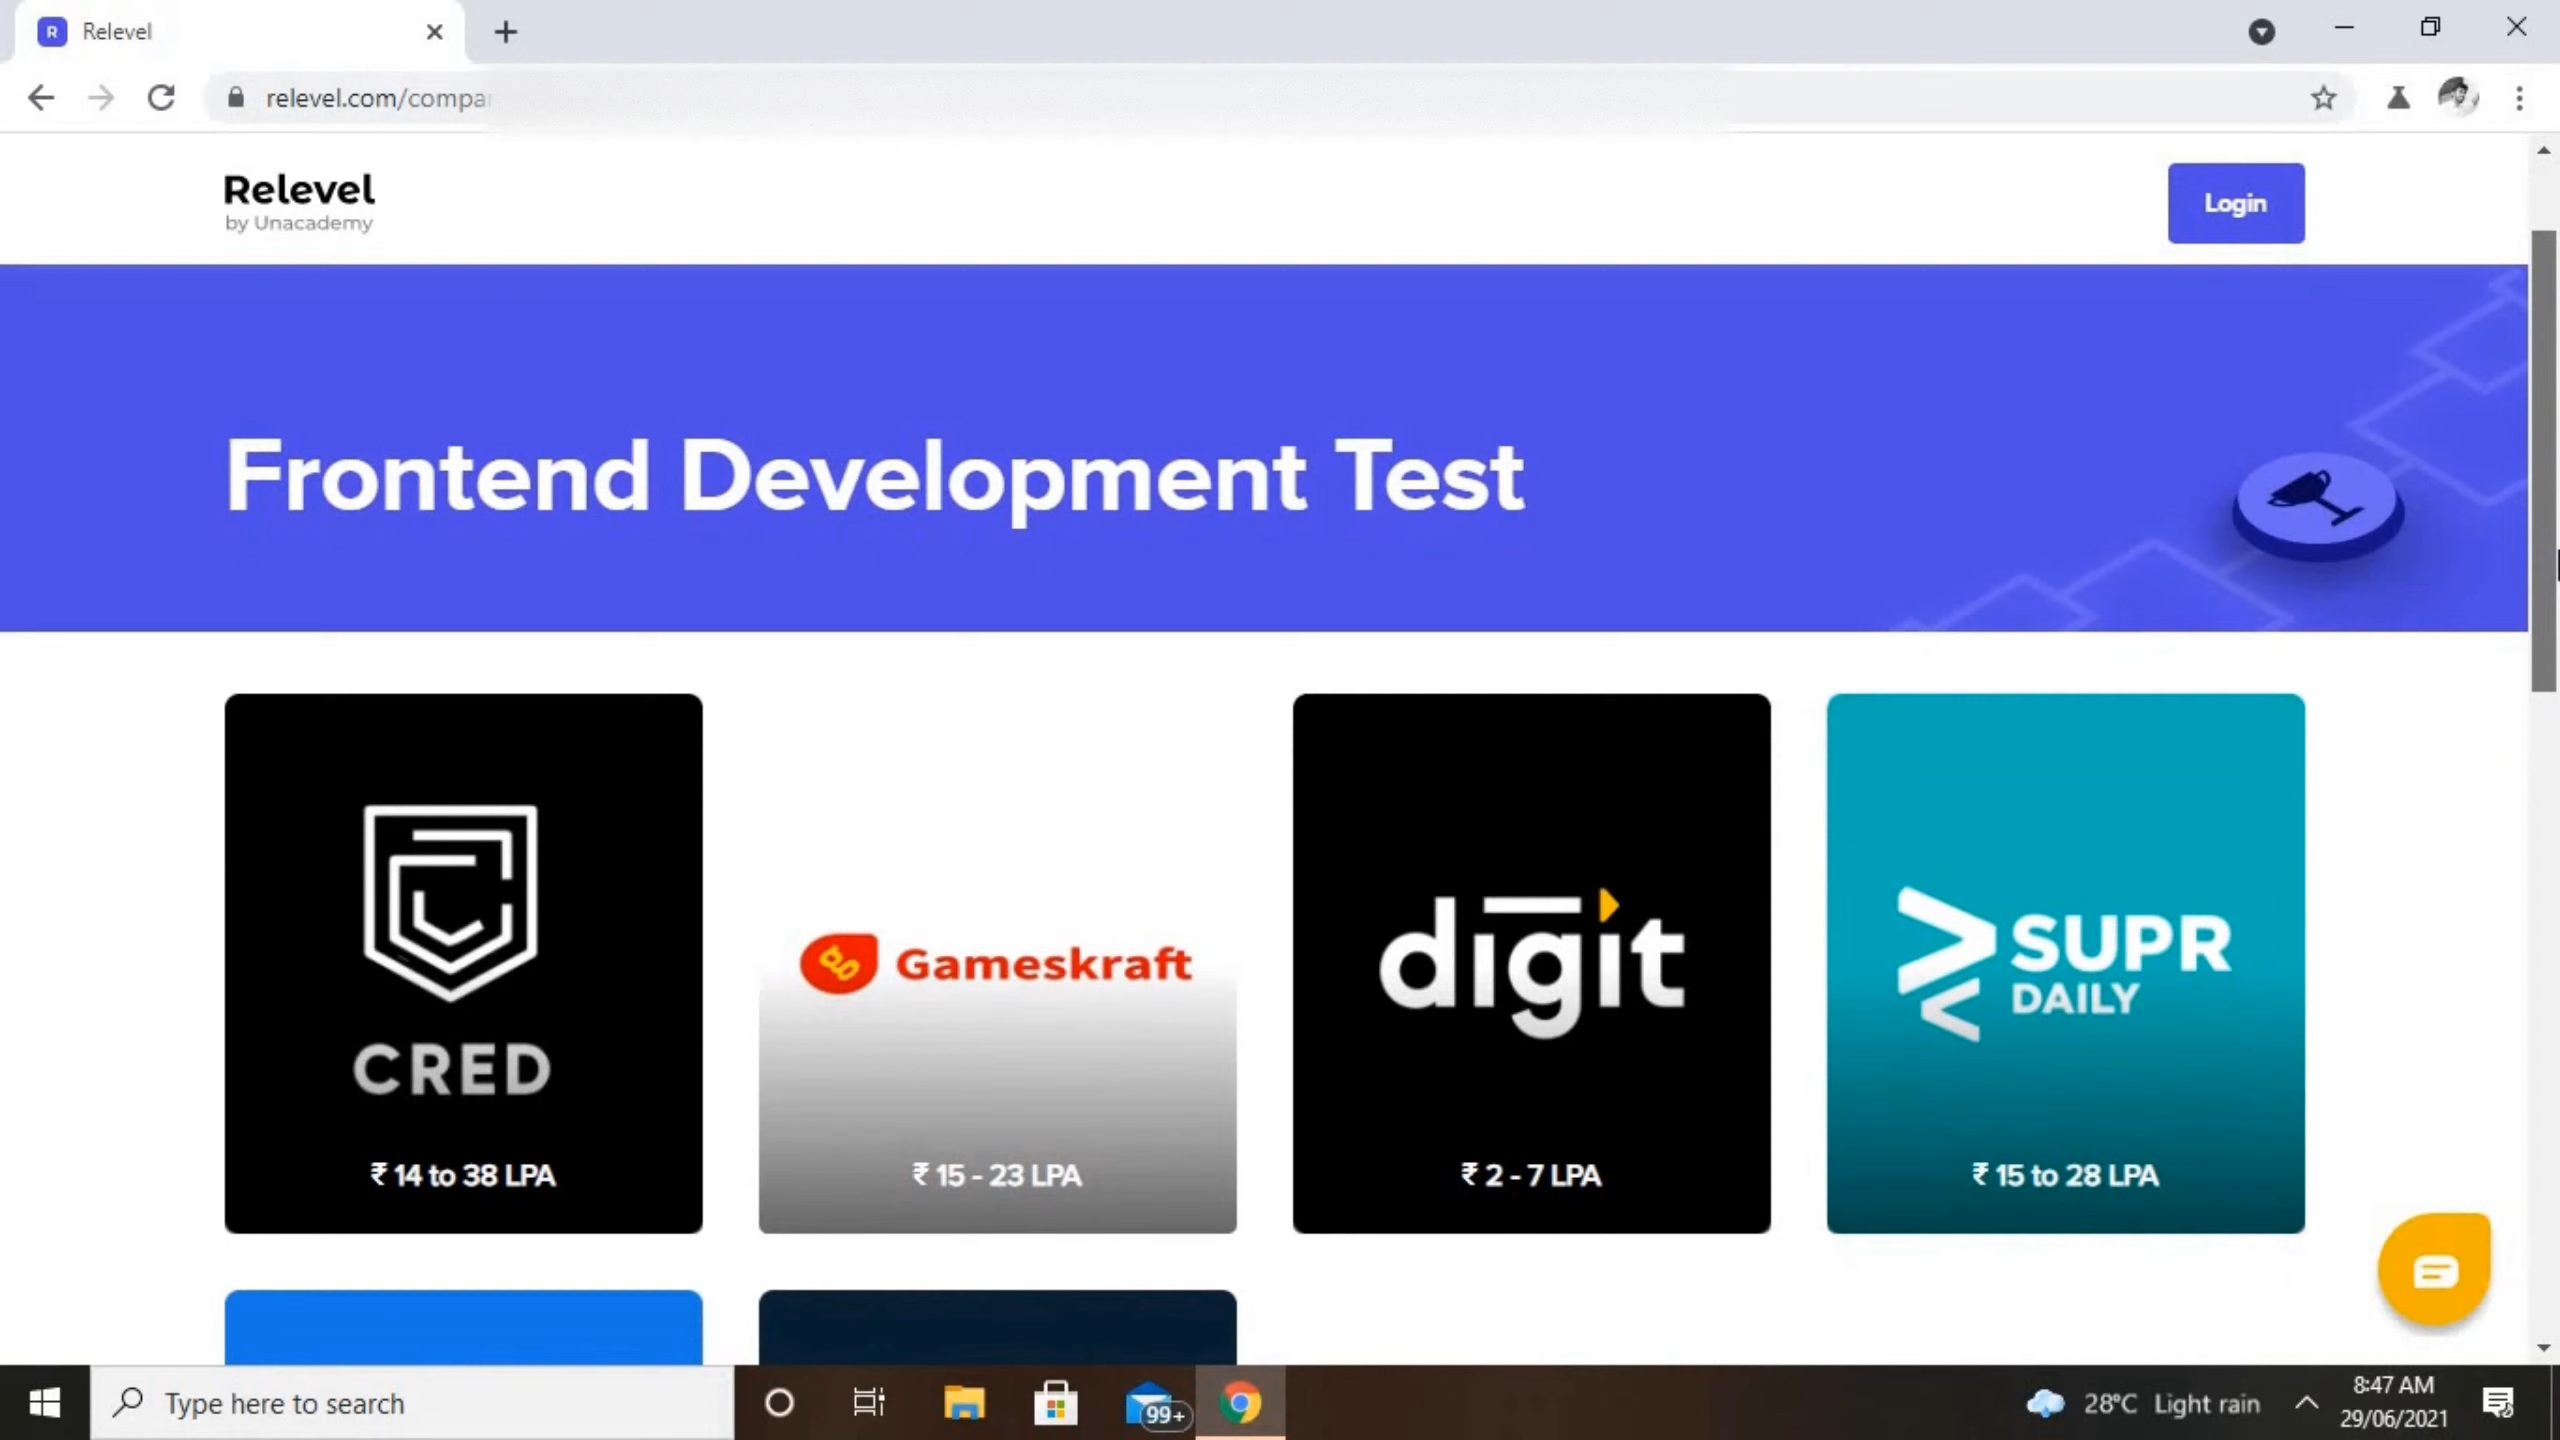 R Relevel
relevel.com/compa
Relevel
by Unacademy
Login
Frontend Development Test
CRED
₹ 14 to 38 LPA
Gameskraft
₹ 15 - 23 LPA
digit
₹ 2 - 7 LPA
SUPR
DAILY
₹ 15 to 28 LPA
Type here to search
99+
28°C Light rain
8:47 AM
29/06/2021